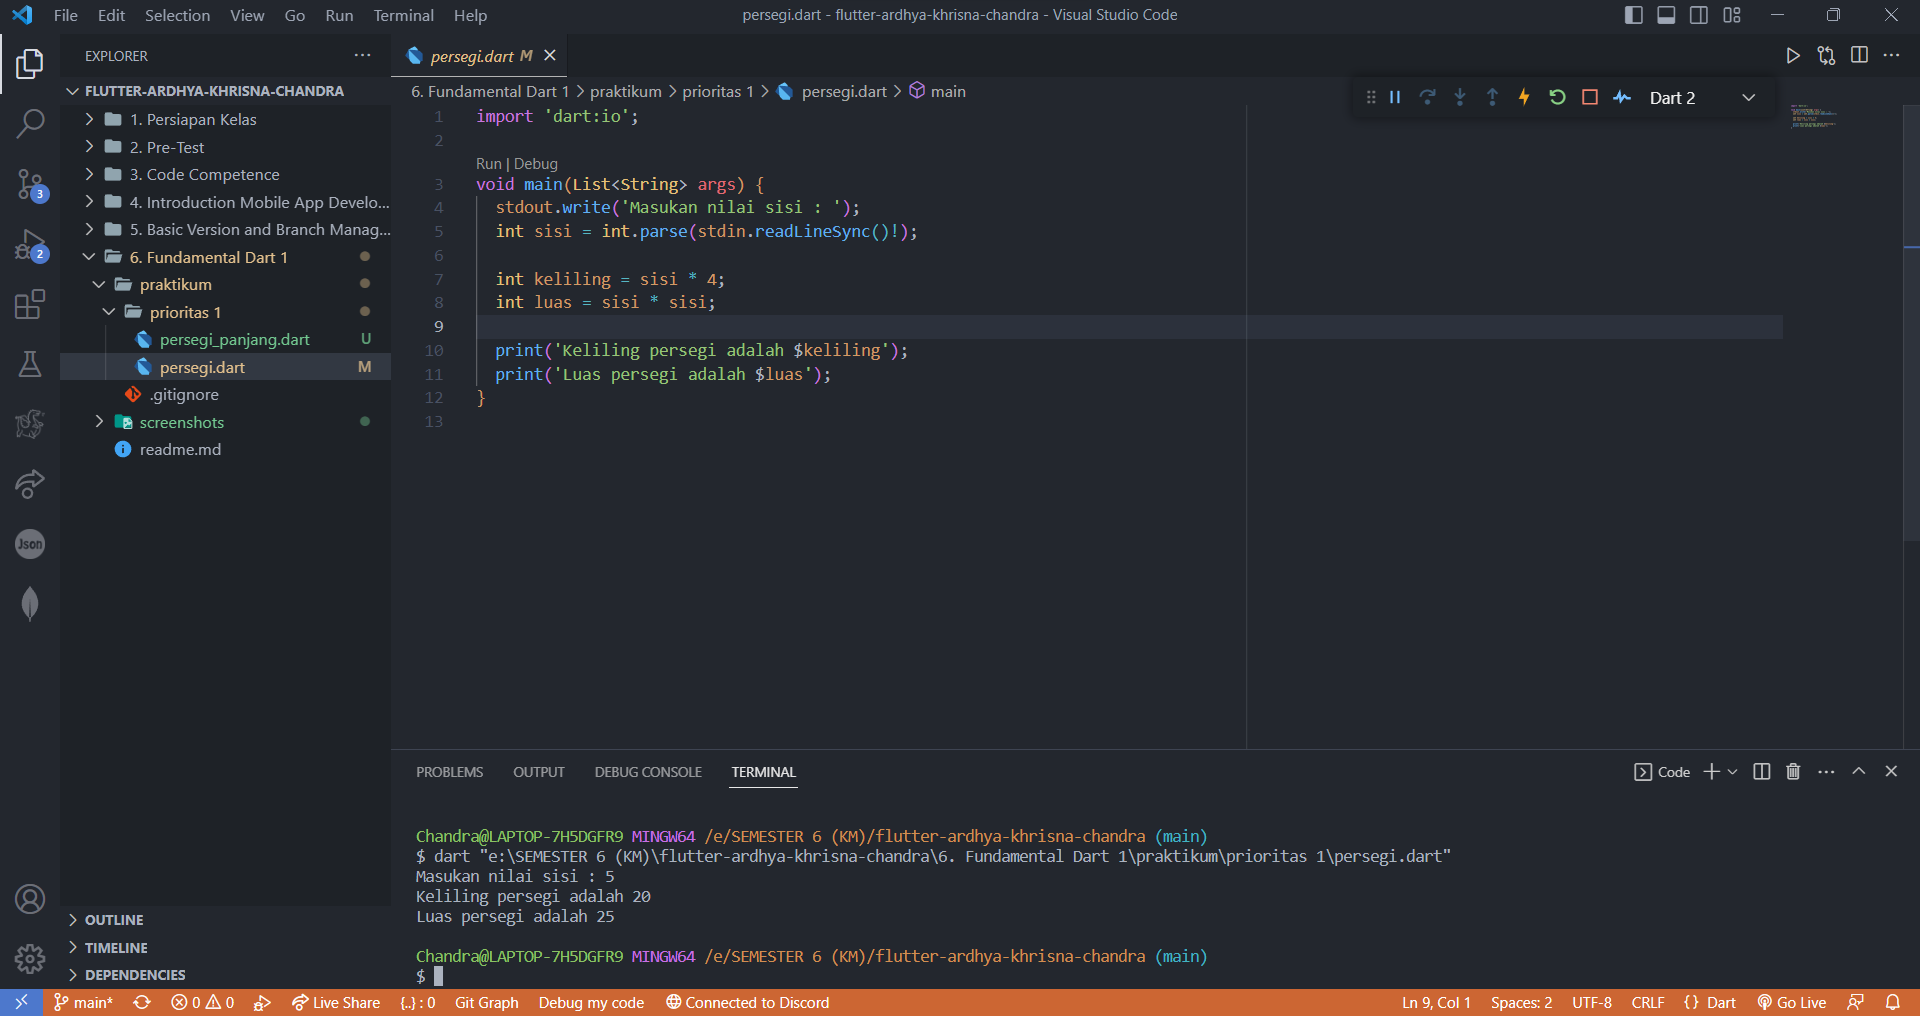 File Edit Selection View Go Run Terminal Help
persegi.dart - flutter-ardhya-khrisna-chandra - Visual Studio Code
EXPLORER
FLUTTER-ARDHYA-KHRISNA-CHANDRA
1. Persiapan Kelas
2. Pre-Test
3. Code Competence
4. Introduction Mobile App Develo...
5. Basic Version and Branch Manag...
6. Fundamental Dart 1
praktikum
prioritas 1
persegi_panjang.dart U
persegi.dart M
.gitignore
screenshots
readme.md
3
2
Json
OUTLINE
TIMELINE
DEPENDENCIES
persegi.dart M
6. Fundamental Dart 1 > praktikum > prioritas 1 > persegi.dart > main
Dart 2
1 import 'dart:io';
2
Run | Debug
3 void main(List<String> args) {
4 stdout.write('Masukan nilai sisi : ');
5 int sisi = int.parse(stdin.readLineSync()!);
6
7 int keliling = sisi * 4;
8 int luas = sisi * sisi;
9
10 print('Keliling persegi adalah $keliling');
11 print('Luas persegi adalah $luas');
12 }
13
PROBLEMS OUTPUT DEBUG CONSOLE TERMINAL
Code
Chandra@LAPTOP-7H5DGFR9 MINGW64 /e/SEMESTER 6 (KM)/flutter-ardhya-khrisna-chandra (main)
$ dart "e:\SEMESTER 6 (KM)\flutter-ardhya-khrisna-chandra\6. Fundamental Dart 1\praktikum\prioritas 1\persegi.dart"
Masukan nilai sisi : 5
Keliling persegi adalah 20
Luas persegi adalah 25
Chandra@LAPTOP-7H5DGFR9 MINGW64 /e/SEMESTER 6 (KM)/flutter-ardhya-khrisna-chandra (main)
$
main* 0 0 Live Share {..} : 0 Git Graph Debug my code Connected to Discord
Ln 9, Col 1 Spaces: 2 UTF-8 CRLF {} Dart Go Live